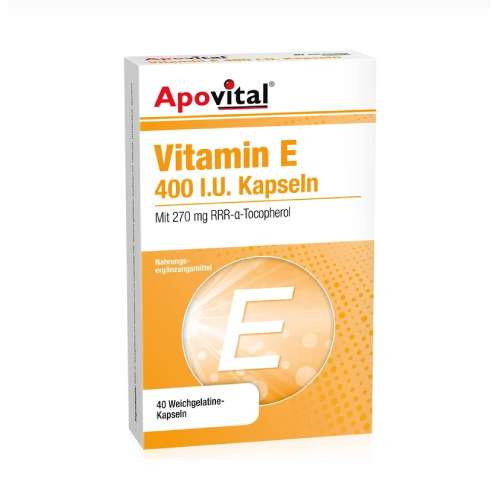 Apovital®
Vitamin E
400 I.U. Kapseln
Mit 270 mg RRR-α-Tocopherol
Nahrungs-
ergänzungsmittel
E
40 Weichgelatine-
Kapseln